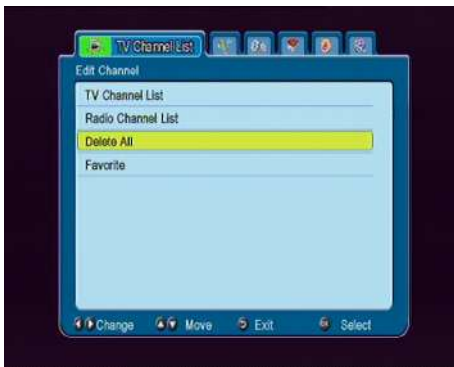 TV Channel List
Edit Channel
TV Channel List
Radio Channel List
Delete All
Favorite
Change Move Exit Select